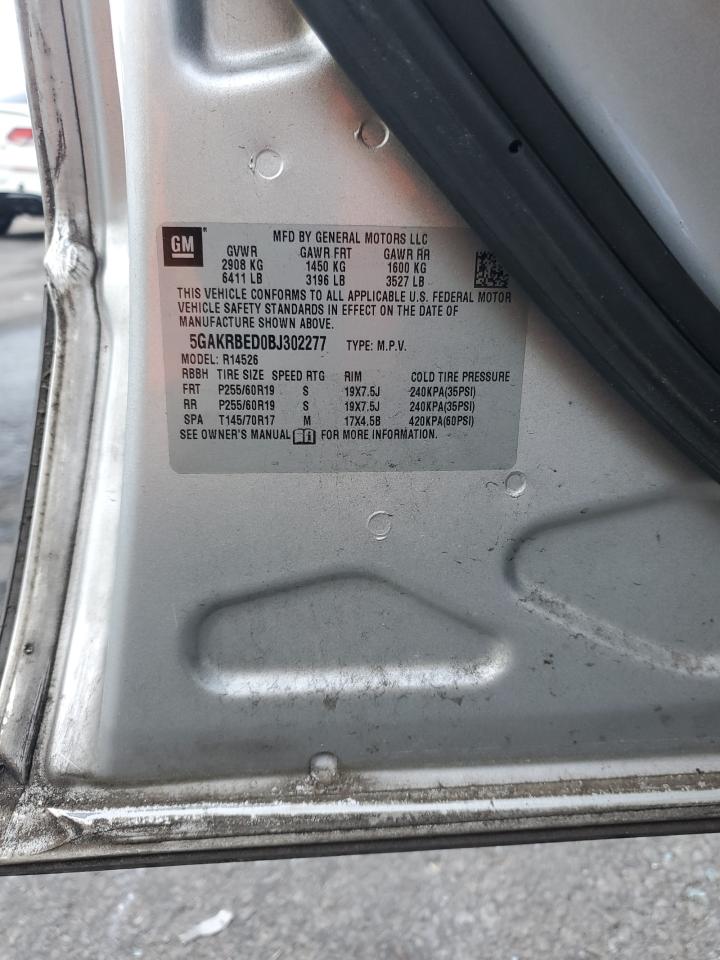 GM
MFD BY GENERAL MOTORS LLC
GVWR GAWR FRT GAWR RR
2908 KG 1450 KG 1600 KG
6411 LB 3196 LB 3527 LB
THIS VEHICLE CONFORMS TO ALL APPLICABLE U.S. FEDERAL MOTOR
VEHICLE SAFETY STANDARDS IN EFFECT ON THE DATE OF
MANUFACTURE SHOWN ABOVE.
5GAKRBED0BJ302277 TYPE: M.P.V.
MODEL: R14526
RBBH TIRE SIZE SPEED RTG RIM COLD TIRE PRESSURE
FRT P255/60R19 S 19X7.5J 240KPA(35PSI)
RR P255/60R19 S 19X7.5J 240KPA(35PSI)
SPA T145/70R17 M 17X4.5B 420KPA(60PSI)
SEE OWNER'S MANUAL FOR MORE INFORMATION.